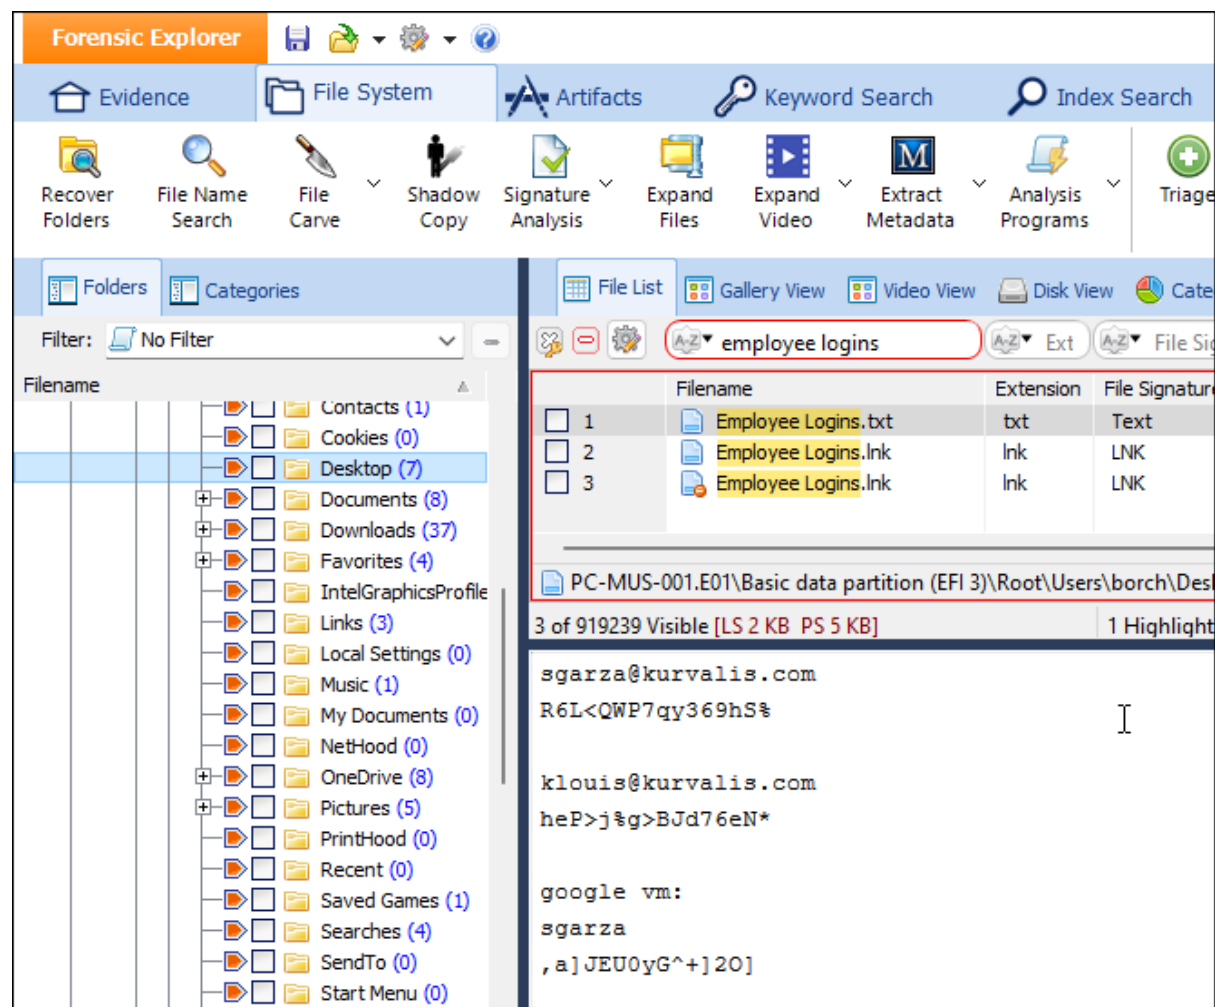 Forensic Explorer
Evidence
File System
Artifacts
Keyword Search
Index Search
Recover Folders
File Name Search
File Carve
Shadow Copy
Signature Analysis
Expand Files
Expand Video
M
Extract Metadata
Analysis Programs
Triage
Folders
Categories
File List
Gallery View
Video View
Disk View
Cate
Filter: No Filter
A-Z employee logins
A-Z Ext
A-Z File Sig
Filename
Contacts (1)
Cookies (0)
Desktop (7)
Documents (8)
Downloads (37)
Favorites (4)
IntelGraphicsProfile
Links (3)
Local Settings (0)
Music (1)
My Documents (0)
NetHood (0)
OneDrive (8)
Pictures (5)
PrintHood (0)
Recent (0)
Saved Games (1)
Searches (4)
SendTo (0)
Start Menu (0)
Filename Extension File Signature
1 Employee Logins.txt txt Text
2 Employee Logins.lnk lnk LNK
3 Employee Logins.lnk lnk LNK
PC-MUS-001.E01\Basic data partition (EFI 3)\Root\Users\borch\Desk
3 of 919239 Visible [LS 2 KB PS 5 KB] 1 Highlight
sgarza@kurvalis.com
R6L<QWP7qy369hS%
klouis@kurvalis.com
heP>j%g>BJd76eN*
google vm:
sgarza
,a]JEU0yG^+]2O]